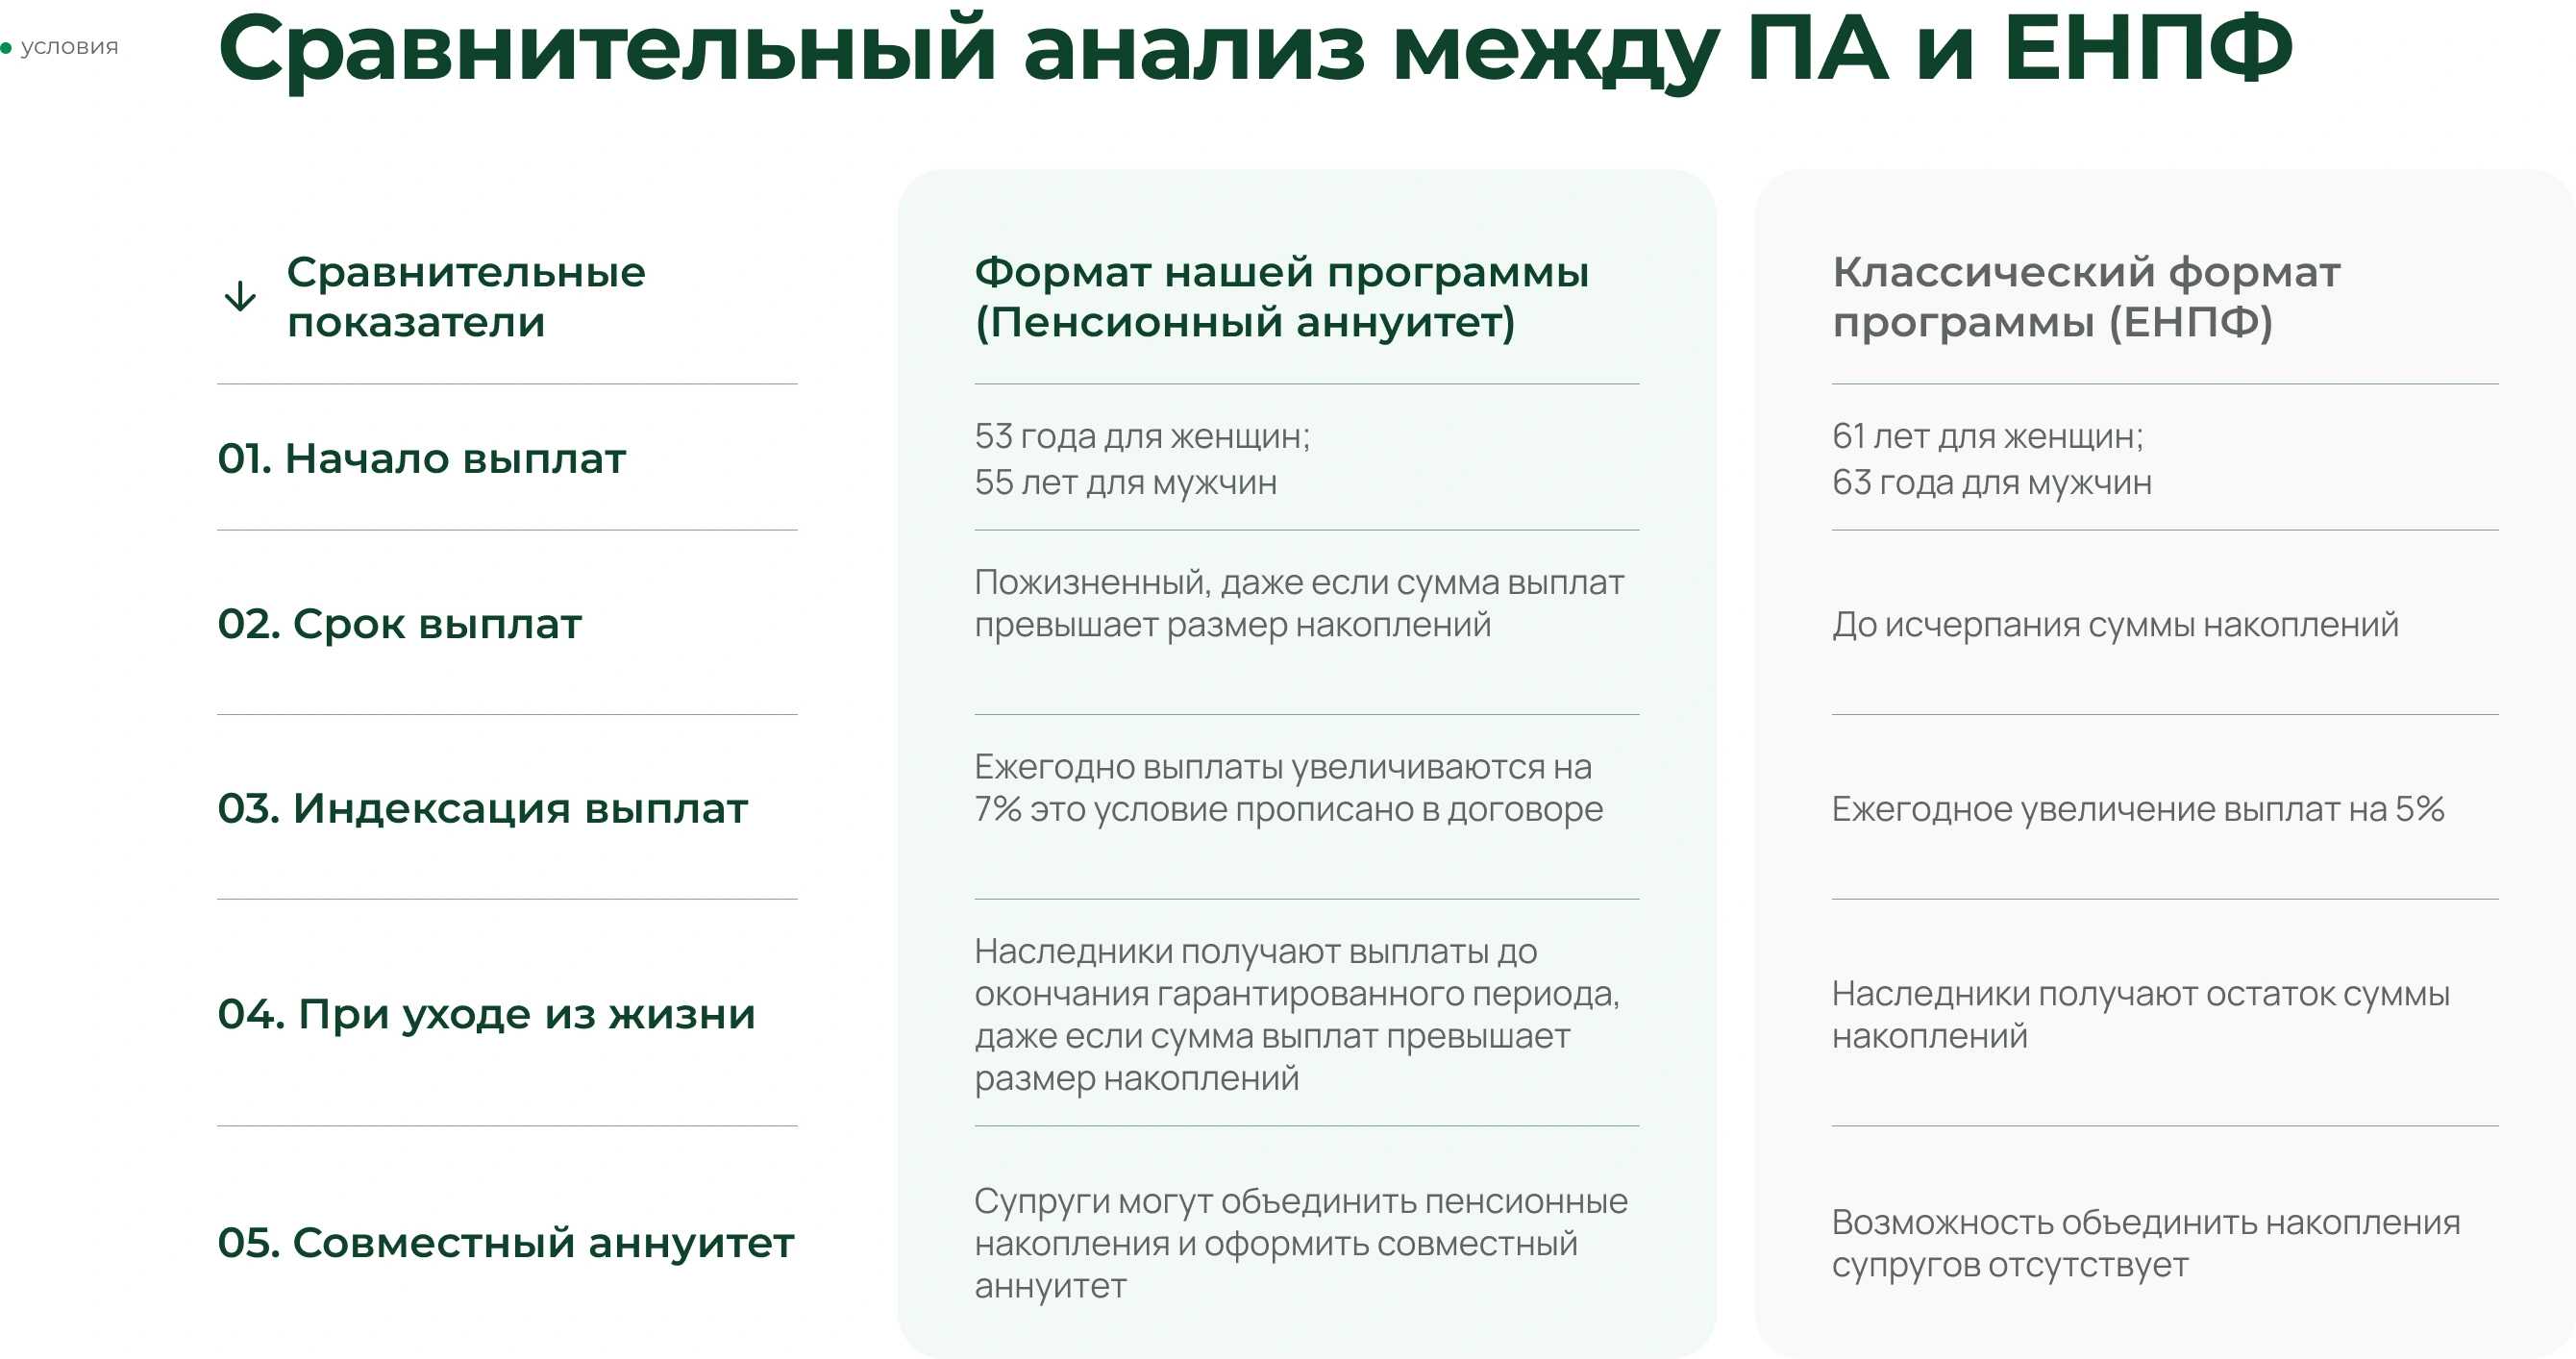 условия
Сравнительный анализ между ПА и ЕНПФ
Сравнительные
показатели
Формат нашей программы
(Пенсионный аннуитет)
Классический формат
программы (ЕНПФ)
01. Начало выплат
53 года для женщин;
55 лет для мужчин
61 лет для женщин;
63 года для мужчин
02. Срок выплат
Пожизненный, даже если сумма выплат
превышает размер накоплений
До исчерпания суммы накоплений
03. Индексация выплат
Ежегодно выплаты увеличиваются на
7% это условие прописано в договоре
Ежегодное увеличение выплат на 5%
04. При уходе из жизни
Наследники получают выплаты до
окончания гарантированного периода,
даже если сумма выплат превышает
размер накоплений
Наследники получают остаток суммы
накоплений
05. Совместный аннуитет
Супруги могут объединить пенсионные
накопления и оформить совместный
аннуитет
Возможность объединить накопления
супругов отсутствует